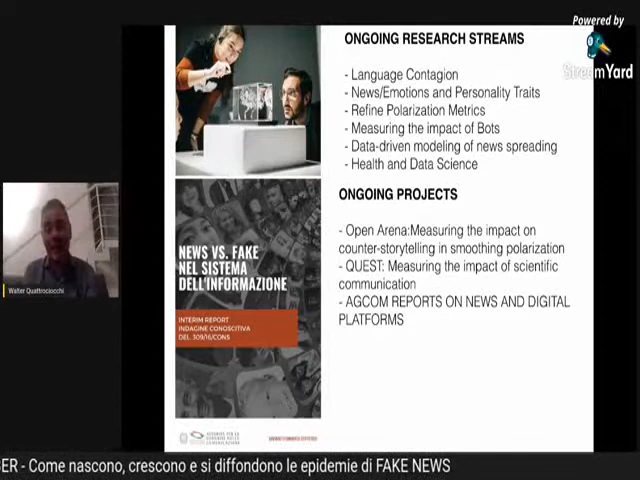 Powered by
StreamYard
ONGOING RESEARCH STREAMS
- Language Contagion
- News/Emotions and Personality Traits
- Refine Polarization Metrics
- Measuring the impact of Bots
- Data-driven modeling of news spreading
- Health and Data Science
ONGOING PROJECTS
- Open Arena:Measuring the impact on
counter-storytelling in smoothing polarization
- QUEST: Measuring the impact of scientific
communication
- AGCOM REPORTS ON NEWS AND DIGITAL
PLATFORMS
NEWS VS. FAKE
NEL SISTEMA
DELL'INFORMAZIONE
INTERIM REPORT
INDAGINE CONOSCITIVA
DEL. 309/16/CONS
Walter Quattrociocchi
SER - Come nascono, crescono e si diffondono le epidemie di FAKE NEWS